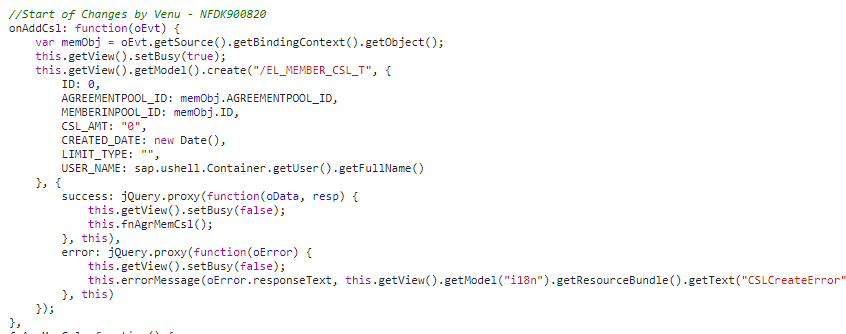 //Start of Changes by Venu - NFDK900820
onAddCsl: function(oEvt) {
var memObj = oEvt.getSource().getBindingContext().getObject();
this.getView().setBusy(true);
this.getView().getModel().create("/EL_MEMBER_CSL_T", {
ID: 0,
AGREEMENTPOOL_ID: memObj.AGREEMENTPOOL_ID,
MEMBERINPOOL_ID: memObj.ID,
CSL_AMT: "0",
CREATED_DATE: new Date(),
LIMIT_TYPE: "",
USER_NAME: sap.ushell.Container.getUser().getFullName()
}, {
success: jQuery.proxy(function(oData, resp) {
this.getView().setBusy(false);
this.fnAgrMemCsl();
}, this),
error: jQuery.proxy(function(oError) {
this.getView().setBusy(false);
this.errorMessage(oError.responseText, this.getView().getModel("i18n").getResourceBundle().getText("CSLCreateError"
}, this)
});
},